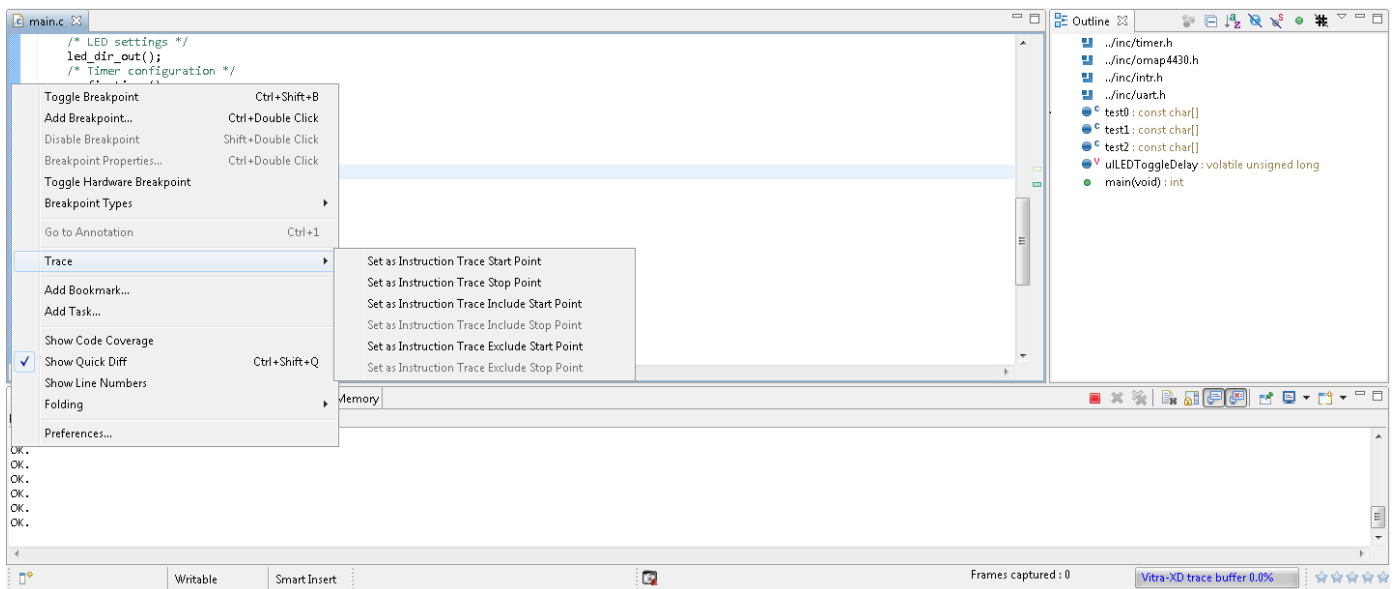 main.c
/* LED settings */
led_dir_out();
/* Timer configuration */
Toggle Breakpoint Ctrl+Shift+B
Add Breakpoint... Ctrl+Double Click
Disable Breakpoint Shift+Double Click
Breakpoint Properties... Ctrl+Double Click
Toggle Hardware Breakpoint
Breakpoint Types
Go to Annotation Ctrl+1
Trace
Add Bookmark...
Add Task...
Show Code Coverage
Show Quick Diff Ctrl+Shift+Q
Show Line Numbers
Folding
Preferences...
Set as Instruction Trace Start Point
Set as Instruction Trace Stop Point
Set as Instruction Trace Include Start Point
Set as Instruction Trace Include Stop Point
Set as Instruction Trace Exclude Start Point
Set as Instruction Trace Exclude Stop Point
Outline
../inc/timer.h
../inc/omap4430.h
../inc/intr.h
../inc/uart.h
test0 : const char[]
test1 : const char[]
test2 : const char[]
ulLEDToggleDelay : volatile unsigned long
main(void) : int
Memory
OK.
OK.
OK.
OK.
OK.
OK.
Writable Smart Insert Frames captured : 0 Vitra-XD trace buffer 0.0%